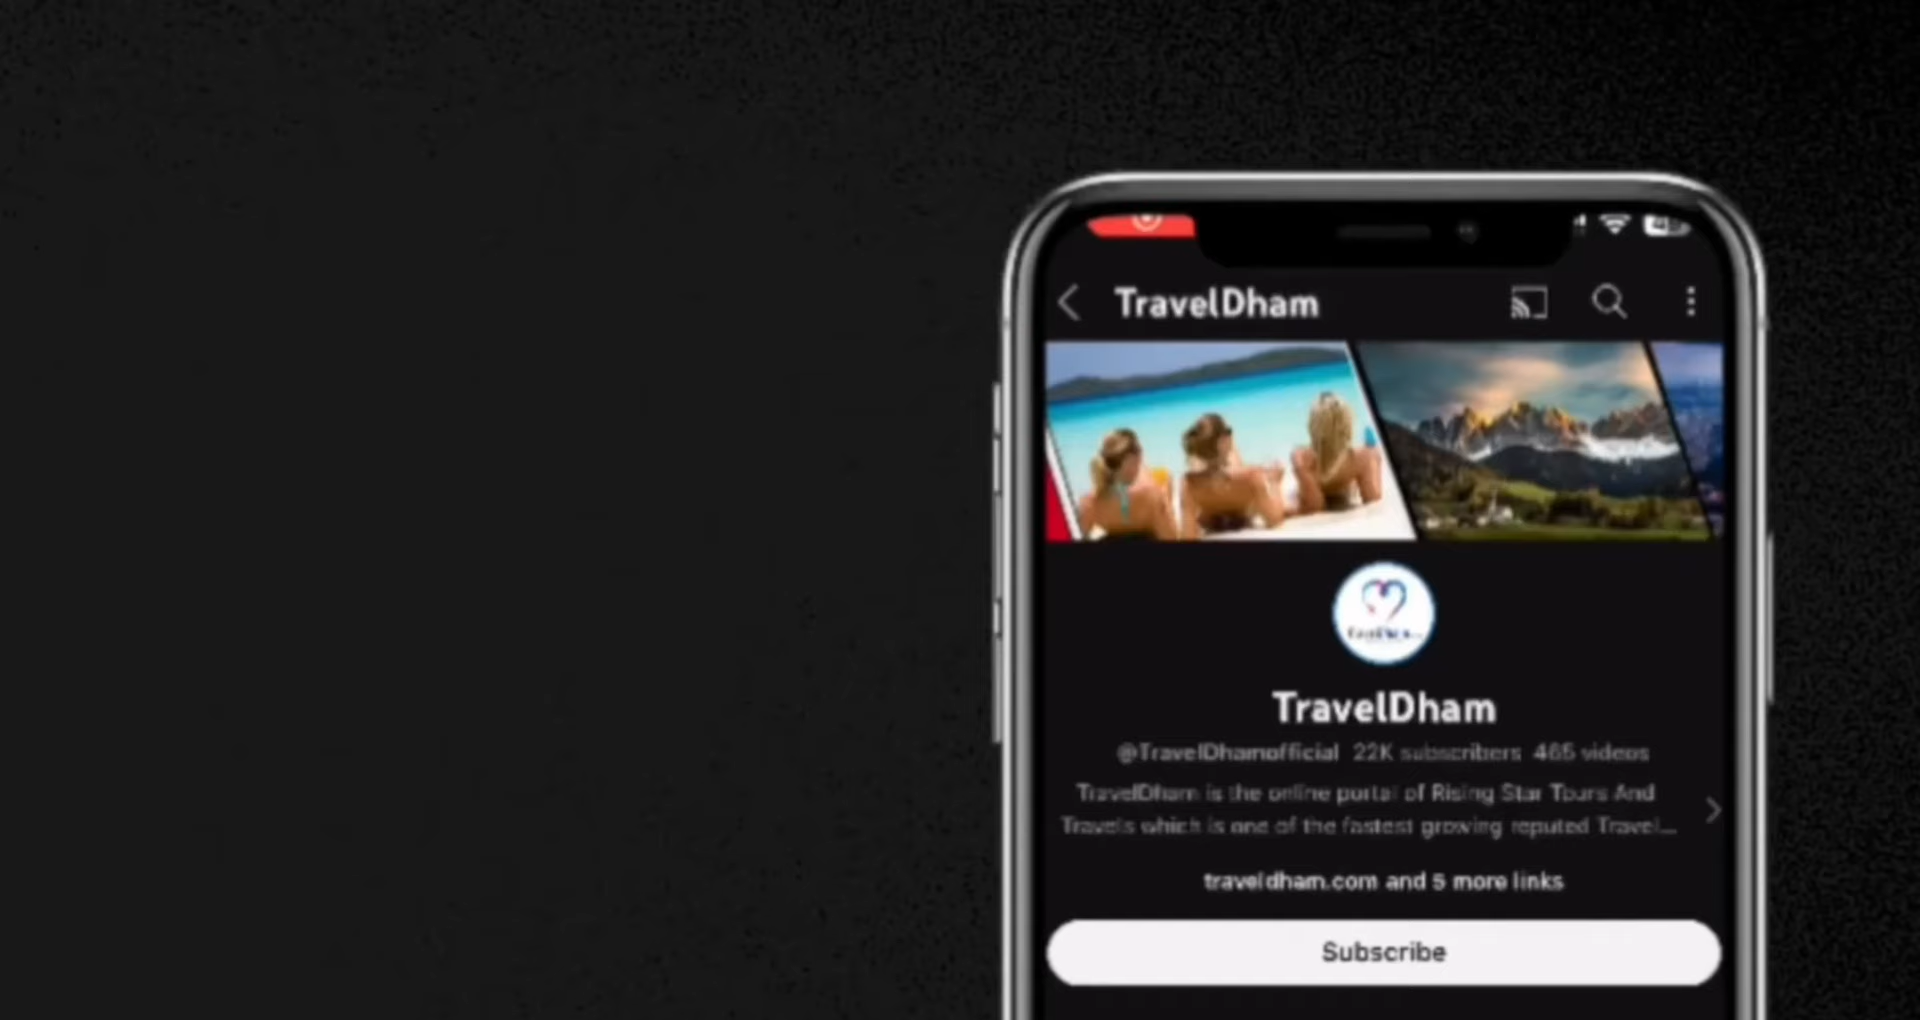 TravelDham
TravelDham
@TravelDhamofficial 22K subscribers 465 videos
TravelDham is the online portal of Rising Star Tours And
Travels which is one of the fastest growing reputed Travel...
traveldham.com and 5 more links
Subscribe